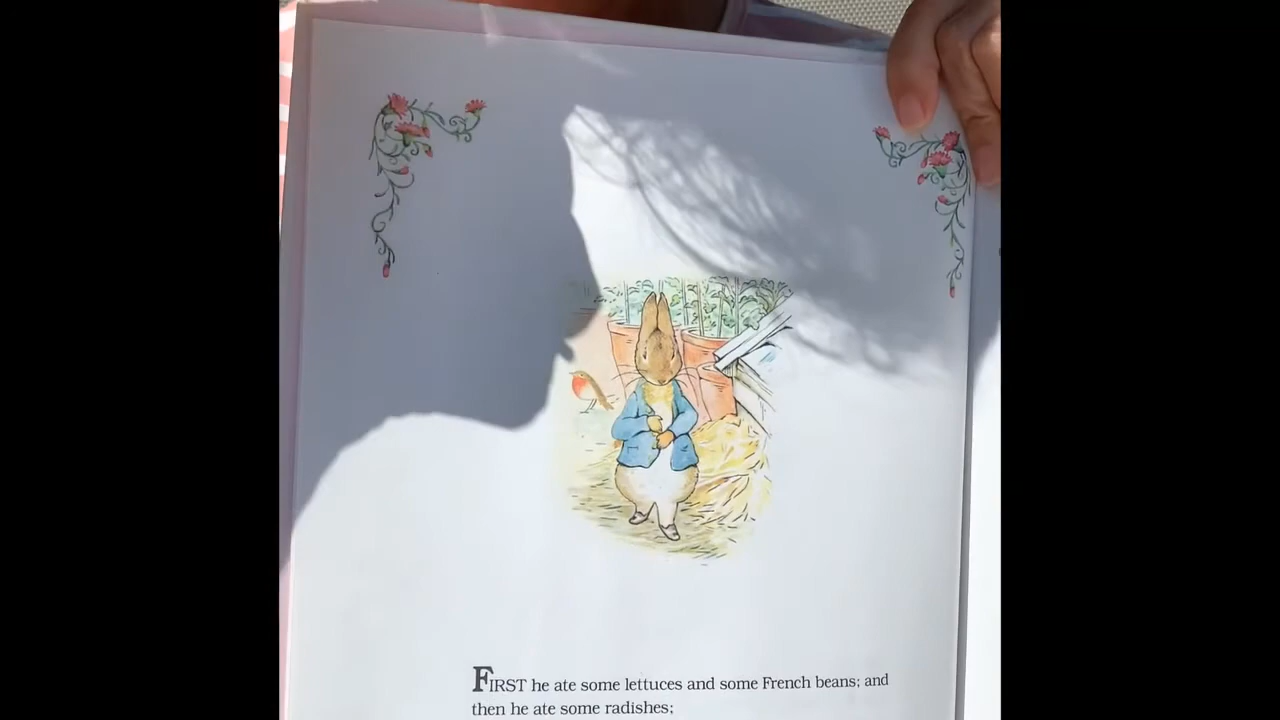 FIRST he ate some lettuces and some French beans; and
then he ate some radishes;